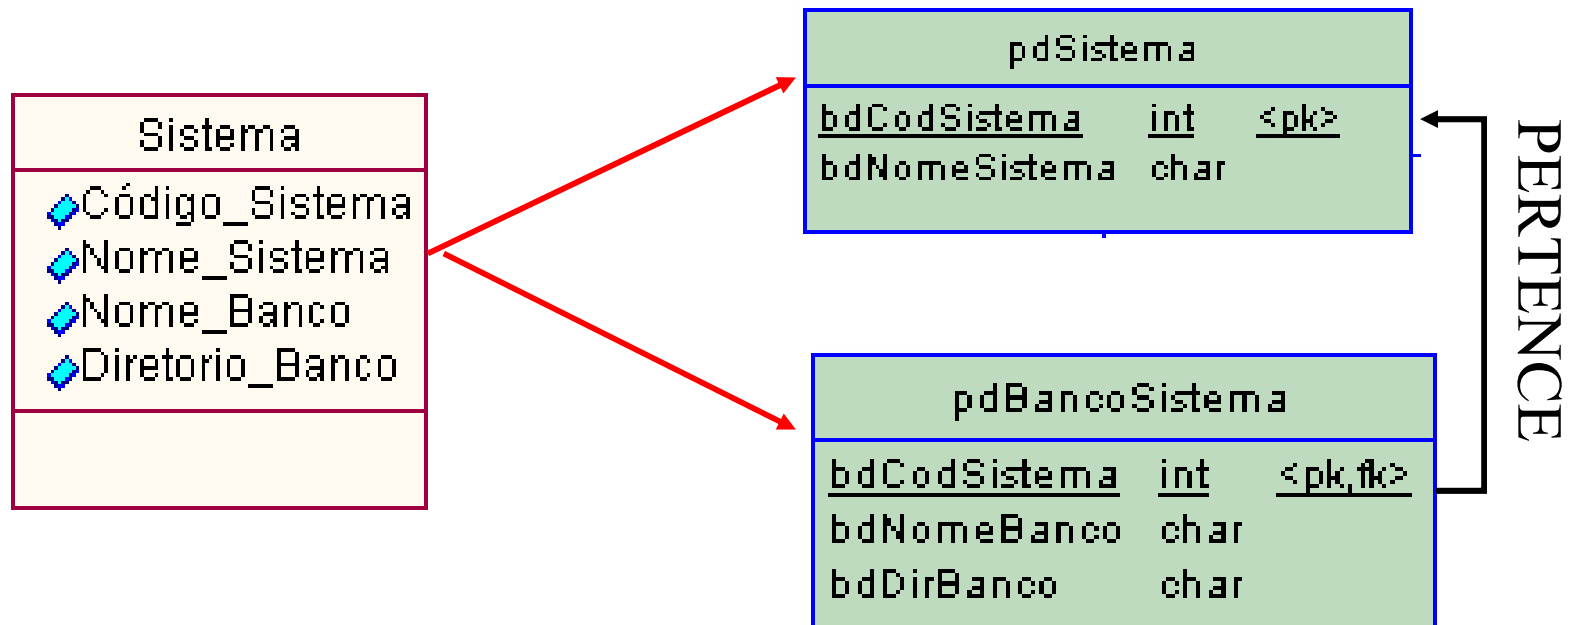 Sistema
Código_Sistema
Nome_Sistema
Nome_Banco
Diretorio_Banco
pdSistema
bdCodSistema int <pk>
bdNomeSistema char
pdBancoSistema
bdCodSistema int <pk,fk>
bdNomeBanco char
bdDirBanco char
PERTENCE